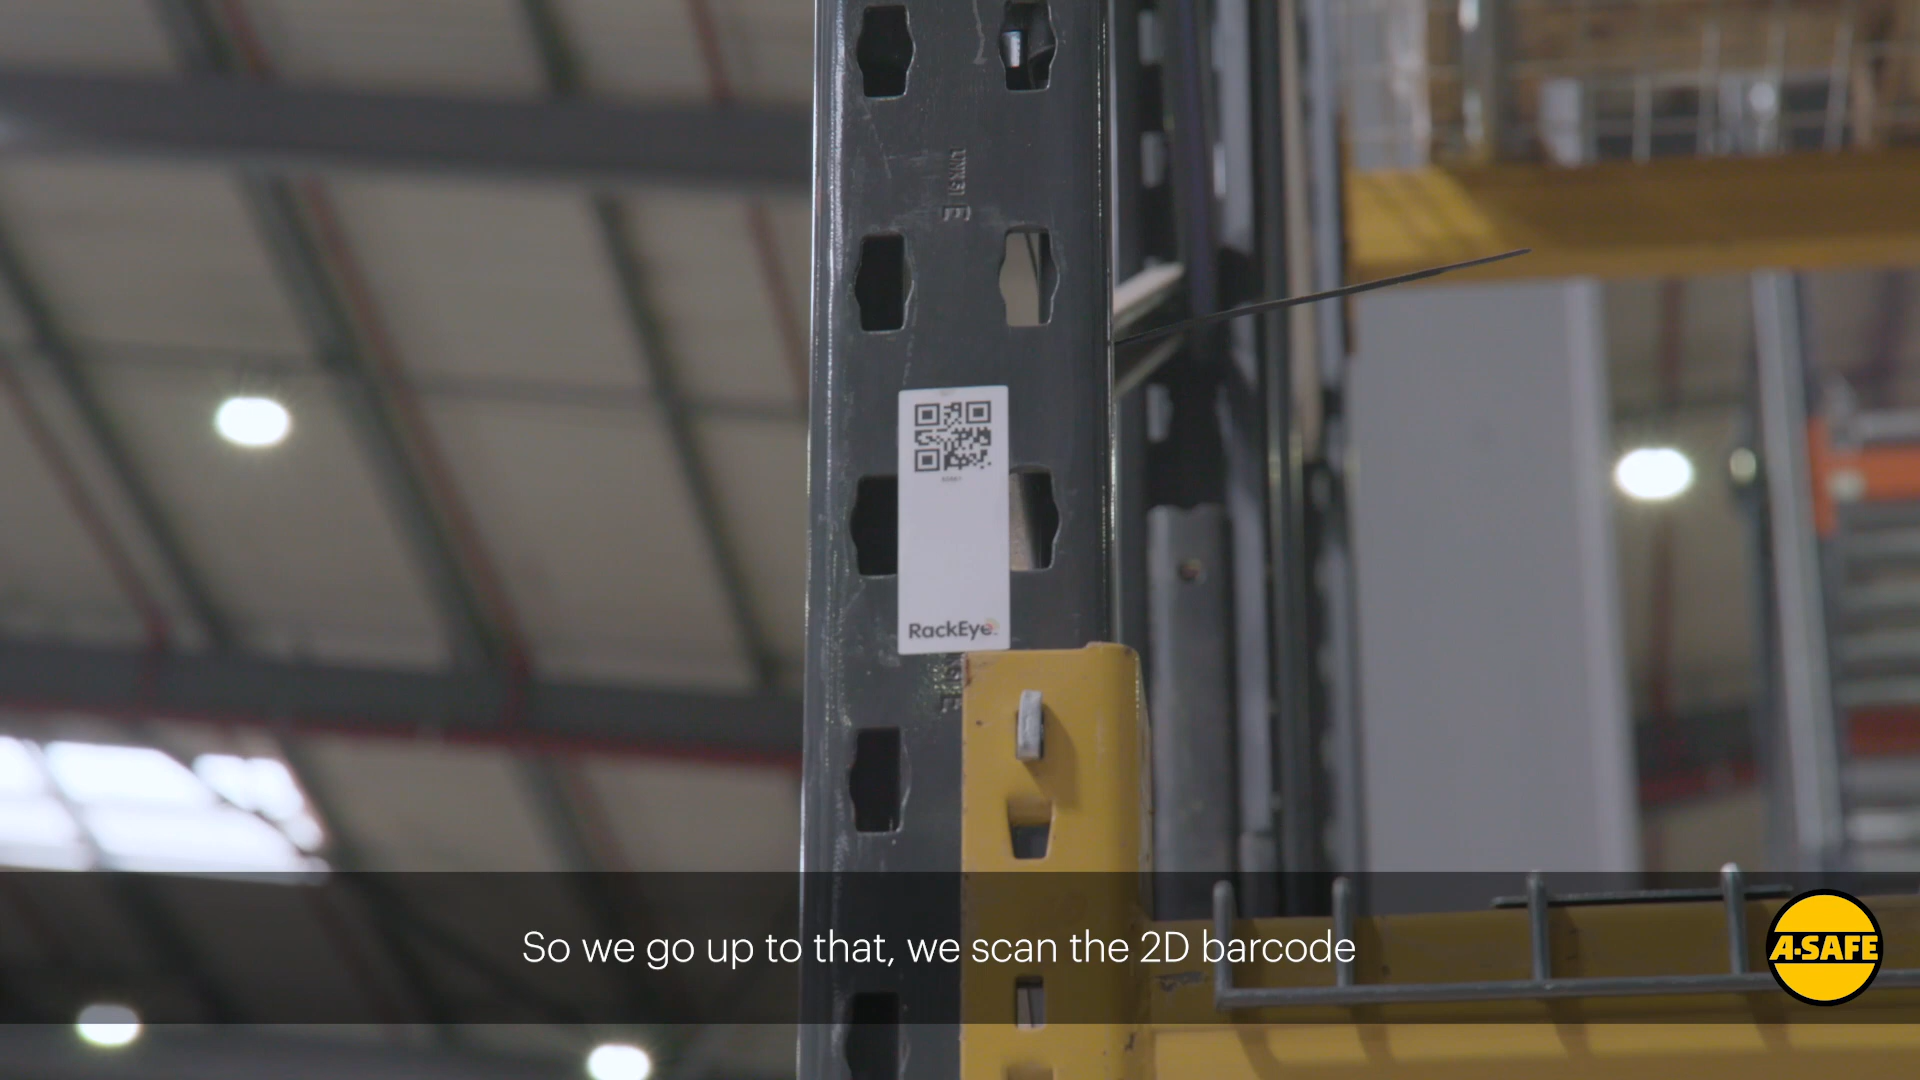 RackEye
So we go up to that, we scan the 2D barcode
A-SAFE